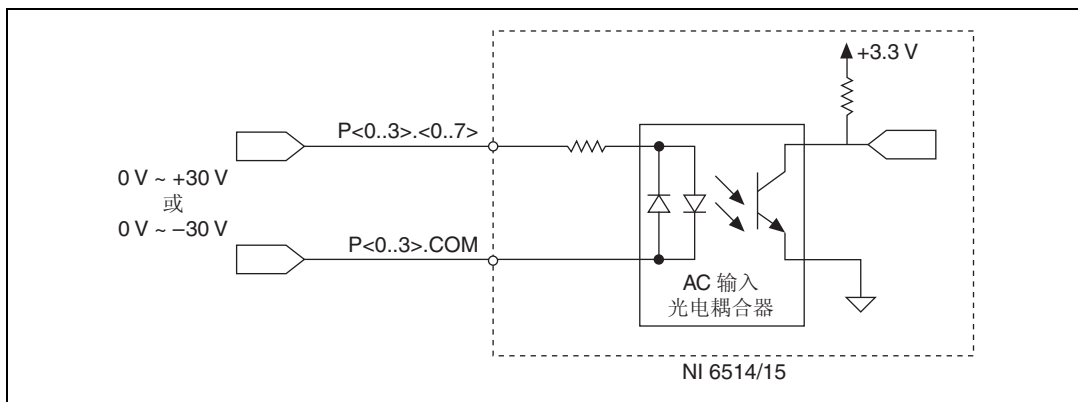 +3.3 V
P<0..3>.<0..7>
0 V ~ +30 V
或
0 V ~ –30 V
P<0..3>.COM
AC 输入
光电耦合器
NI 6514/15